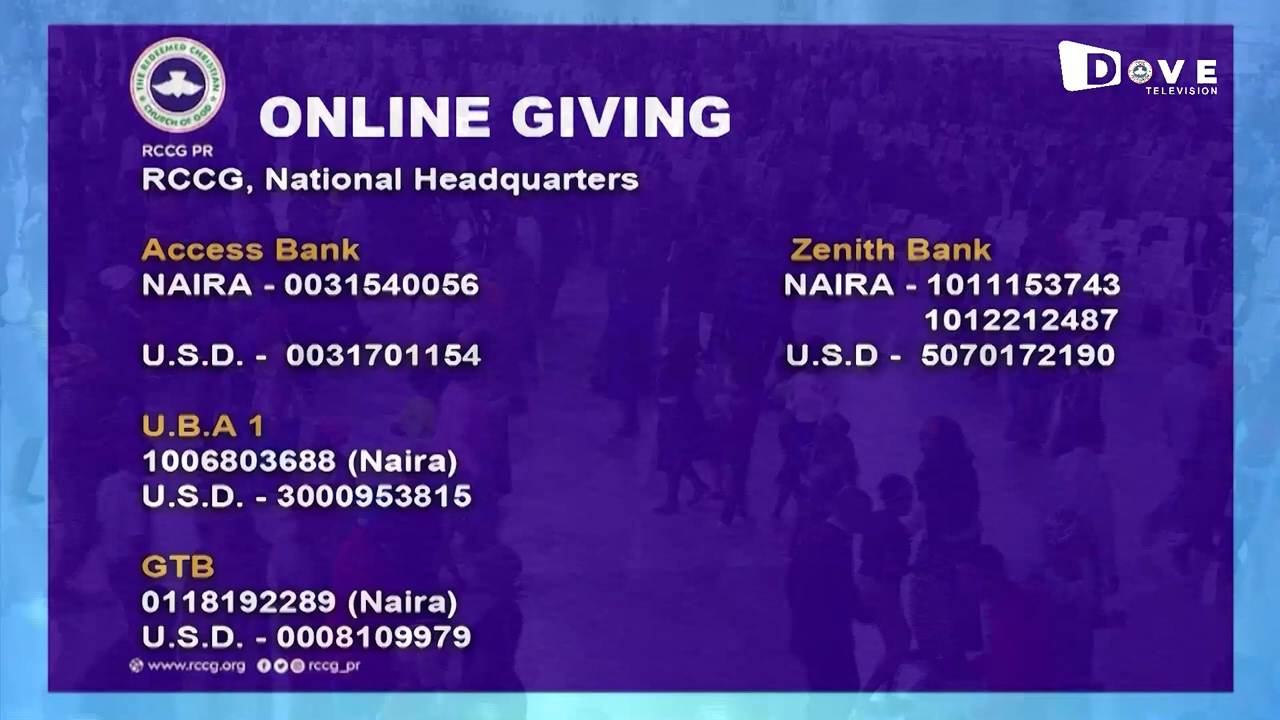 THE REDEEMED CHRISTIAN
CHURCH OF GOD
DOVE
TELEVISION
ONLINE GIVING
RCCG PR
RCCG, National Headquarters
Access Bank
NAIRA - 0031540056
U.S.D. - 0031701154
Zenith Bank
NAIRA - 1011153743
1012212487
U.S.D - 5070172190
U.B.A 1
1006803688 (Naira)
U.S.D. - 3000953815
GTB
0118192289 (Naira)
U.S.D. - 0008109979
www.rccg.org rccg_pr